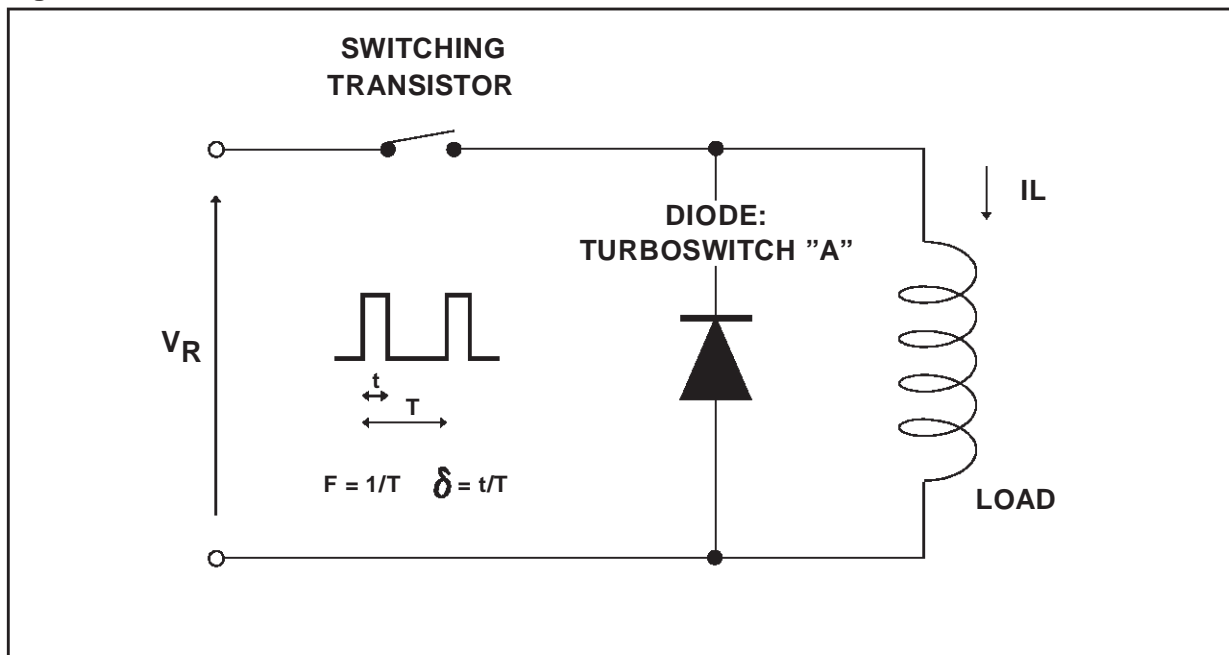 SWITCHING
TRANSISTOR
IL
DIODE:
TURBOSWITCH ”A”
VR
t
T
F = 1/T δ = t/T
LOAD